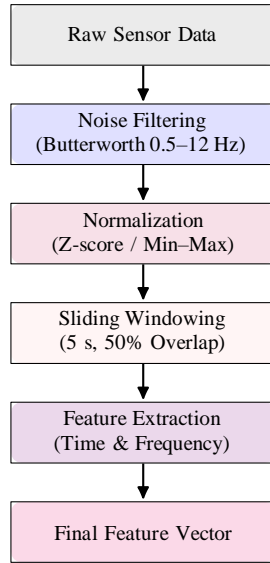 Raw Sensor Data
Noise Filtering
(Butterworth 0.5–12 Hz)
Normalization
(Z-score / Min–Max)
Sliding Windowing
(5 s, 50% Overlap)
Feature Extraction
(Time & Frequency)
Final Feature Vector